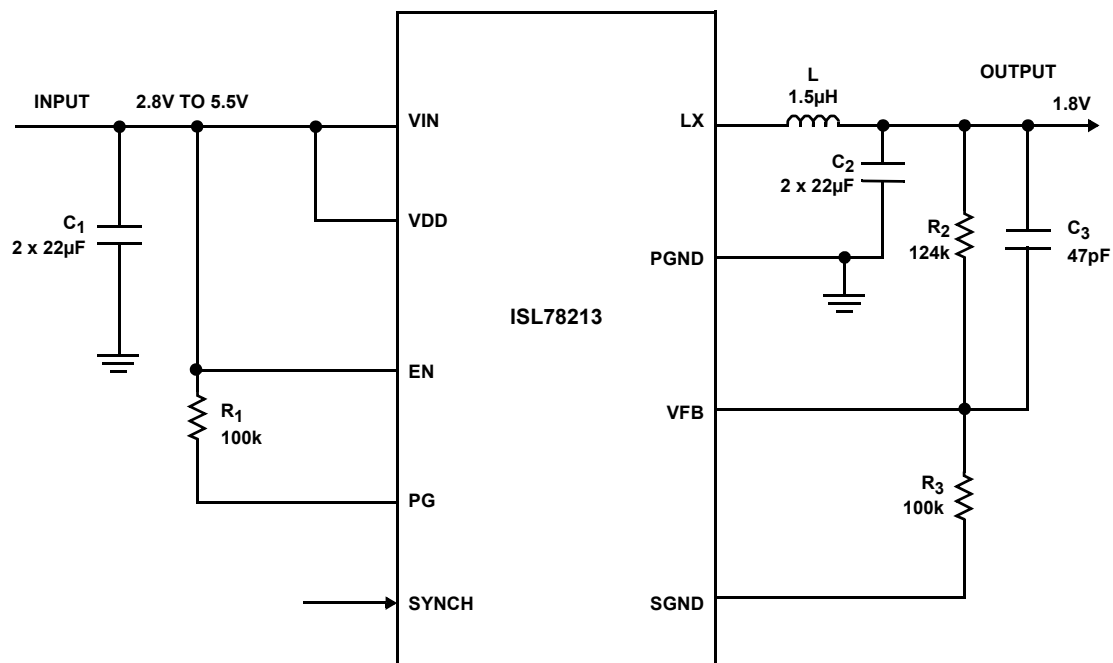 INPUT
2.8V TO 5.5V
VIN
VDD
C1
2 x 22µF
EN
R1
100k
PG
SYNCH
ISL78213
LX
L
1.5µH
OUTPUT
1.8V
C2
2 x 22µF
PGND
R2
124k
C3
47pF
VFB
R3
100k
SGND